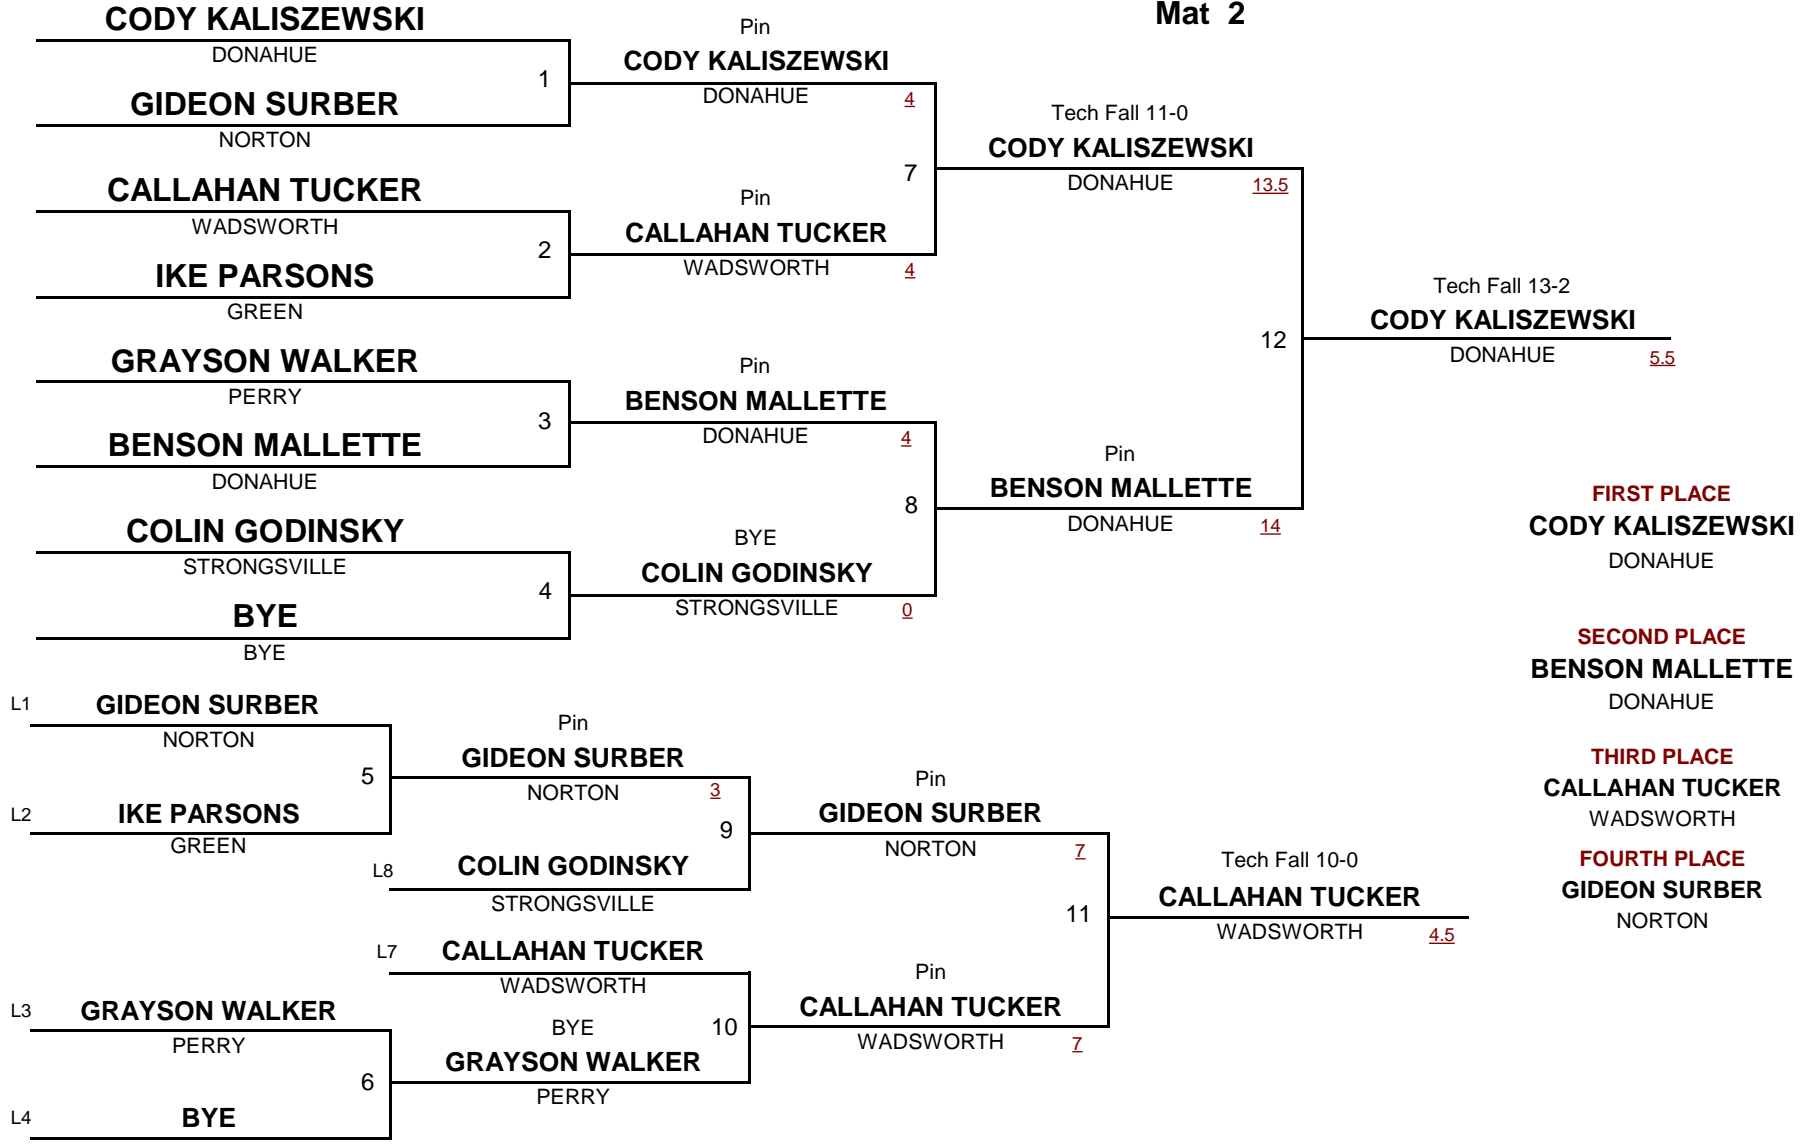 Mat 2
CODY KALISZEWSKI
DONAHUE
1
GIDEON SURBER
NORTON
CALLAHAN TUCKER
WADSWORTH
2
IKE PARSONS
GREEN
GRAYSON WALKER
PERRY
3
BENSON MALLETTE
DONAHUE
COLIN GODINSKY
STRONGSVILLE
4
BYE
BYE
Pin
CODY KALISZEWSKI
DONAHUE 4
7
Pin
CALLAHAN TUCKER
WADSWORTH 4
Pin
BENSON MALLETTE
DONAHUE 4
8
BYE
COLIN GODINSKY
STRONGSVILLE 0
Tech Fall 11-0
CODY KALISZEWSKI
DONAHUE 13.5
12
Pin
BENSON MALLETTE
DONAHUE 14
Tech Fall 13-2
CODY KALISZEWSKI
DONAHUE 5.5
FIRST PLACE
CODY KALISZEWSKI
DONAHUE
SECOND PLACE
BENSON MALLETTE
DONAHUE
THIRD PLACE
CALLAHAN TUCKER
WADSWORTH
FOURTH PLACE
GIDEON SURBER
NORTON
L1 GIDEON SURBER
NORTON
5
L2 IKE PARSONS
GREEN
L3 GRAYSON WALKER
PERRY
6
L4 BYE
Pin
GIDEON SURBER
NORTON 3
9
L8 COLIN GODINSKY
STRONGSVILLE
L7 CALLAHAN TUCKER
WADSWORTH
BYE 10
GRAYSON WALKER
PERRY
Pin
GIDEON SURBER
NORTON 7
11
Pin
CALLAHAN TUCKER
WADSWORTH 7
Tech Fall 10-0
CALLAHAN TUCKER
WADSWORTH 4.5